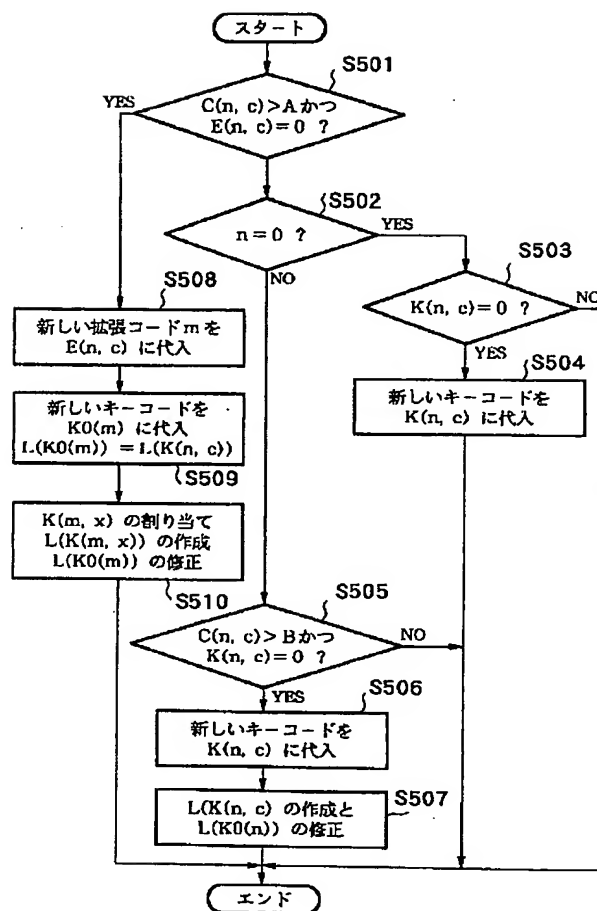 スタート
S501
YES
C(n, c)>Aかつ
E(n, c)=0 ?
S502
n=0 ?
YES
NO
S503
K(n, c)=0 ?
NO
YES
S508
新しい拡張コードmを
E(n, c) に代入
S504
新しいキーコードを
K(n, c) に代入
新しいキーコードを
K0(m) に代入
L(K0(m)) =L(K(n, c))
S509
K(m, x) の割り当て
L(K(m, x)) の作成
L(K0(m)) の修正
S510
S505
C(n, c)>Bかつ
K(n, c)=0 ?
NO
YES
S506
新しいキーコードを
K(n, c) に代入
S507
L(K(n, c) の作成と
L(K0(n)) の修正
エンド